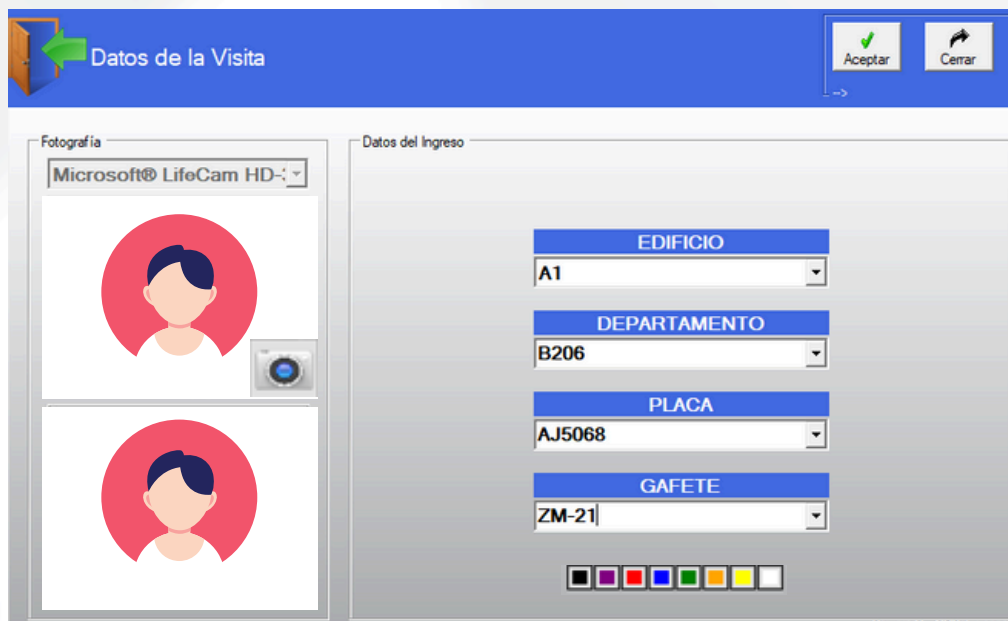 Datos de la Visita
Aceptar
Cerrar
-->
Fotografía
Microsoft® LifeCam HD-
Datos del Ingreso
EDIFICIO
A1
DEPARTAMENTO
B206
PLACA
AJ5068
GAFETE
ZM-21